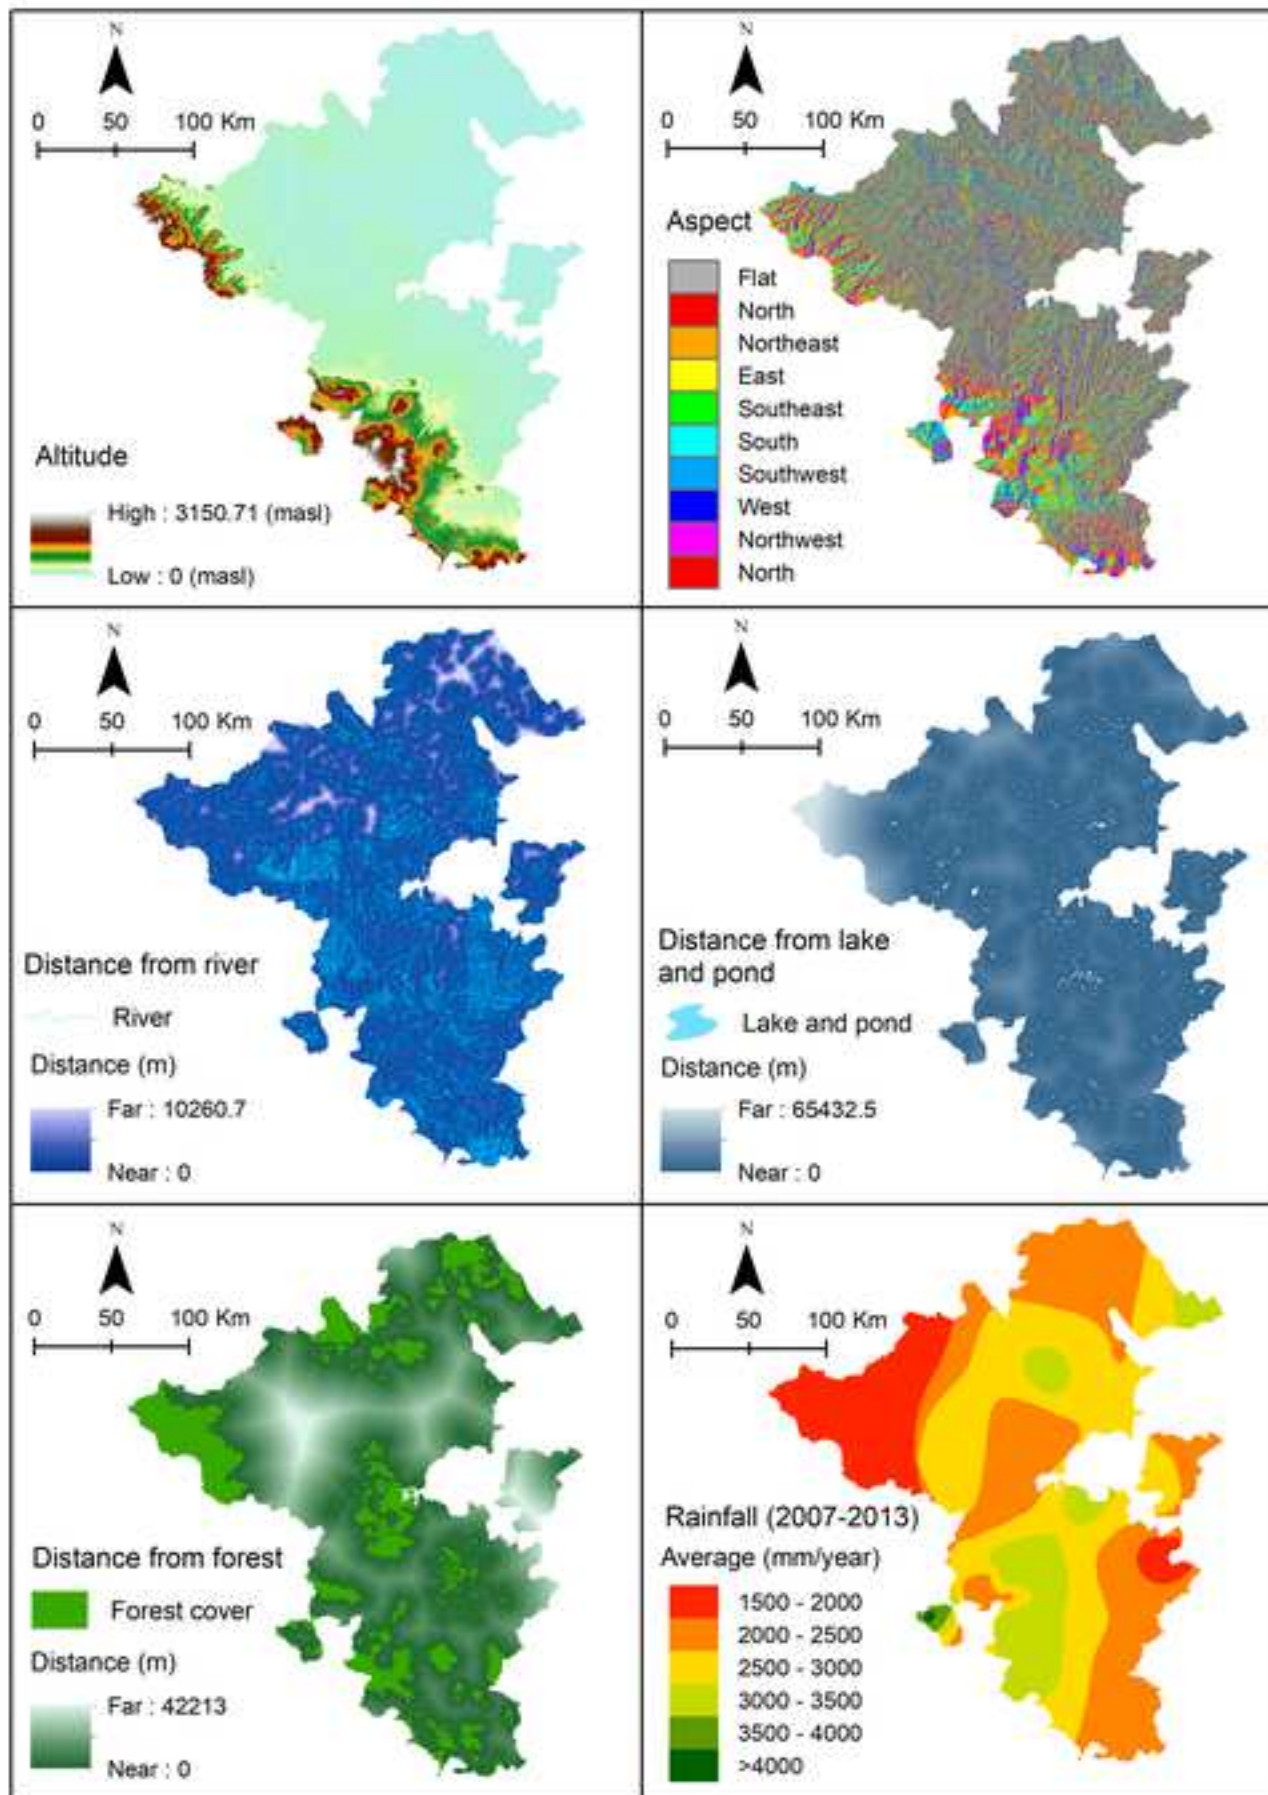 N
0 50 100 Km
Altitude
High : 3150.71 (masl)
Low : 0 (masl)
N
0 50 100 Km
Aspect
Flat
North
Northeast
East
Southeast
South
Southwest
West
Northwest
North
N
0 50 100 Km
Distance from river
River
Distance (m)
Far : 10260.7
Near : 0
N
0 50 100 Km
Distance from lake
and pond
Lake and pond
Distance (m)
Far : 65432.5
Near : 0
N
0 50 100 Km
Distance from forest
Forest cover
Distance (m)
Far : 42213
Near : 0
N
0 50 100 Km
Rainfall (2007-2013)
Average (mm/year)
1500 - 2000
2000 - 2500
2500 - 3000
3000 - 3500
3500 - 4000
>4000